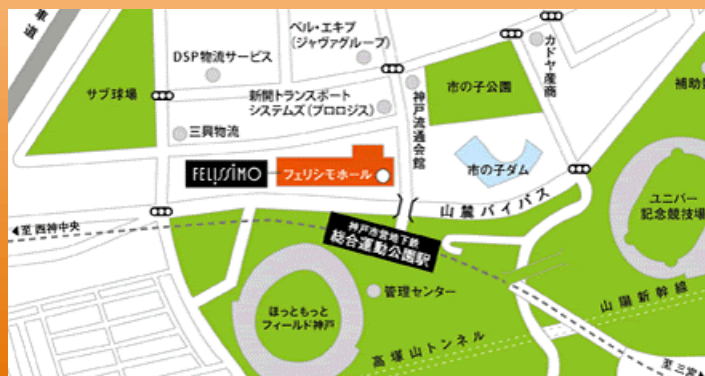 車道
ベル・エキプ
(ジャヴァグループ)
DSP物流サービス
カドヤ産商
サブ球場
新開トランスポート
システムズ(プロロジス)
神戸流通会館
市の子公園
補助
三興物流
FELISSIMO
フェリシモホール
市の子ダム
山麓バイパス
ユニバー
記念競技場
◀至 西神中央
神戸市営地下鉄
総合運動公園駅
管理センター
ほっともっと
フィールド神戸
山陽新幹線
高塚山トンネル
至 三宮▶